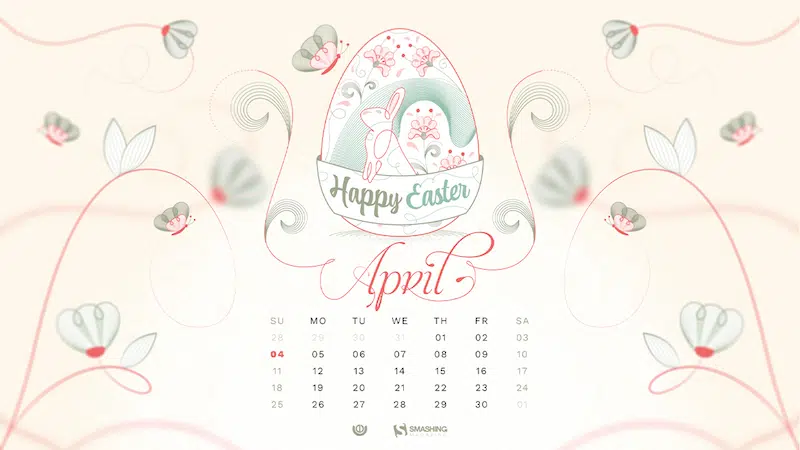 Happy Easter
April
SU MO TU WE TH FR SA
28 29 30 31 01 02 03
04 05 06 07 08 09 10
11 12 13 14 15 16 17
18 19 20 21 22 23 24
25 26 27 28 29 30 01
SMASHING
MAGAZINE